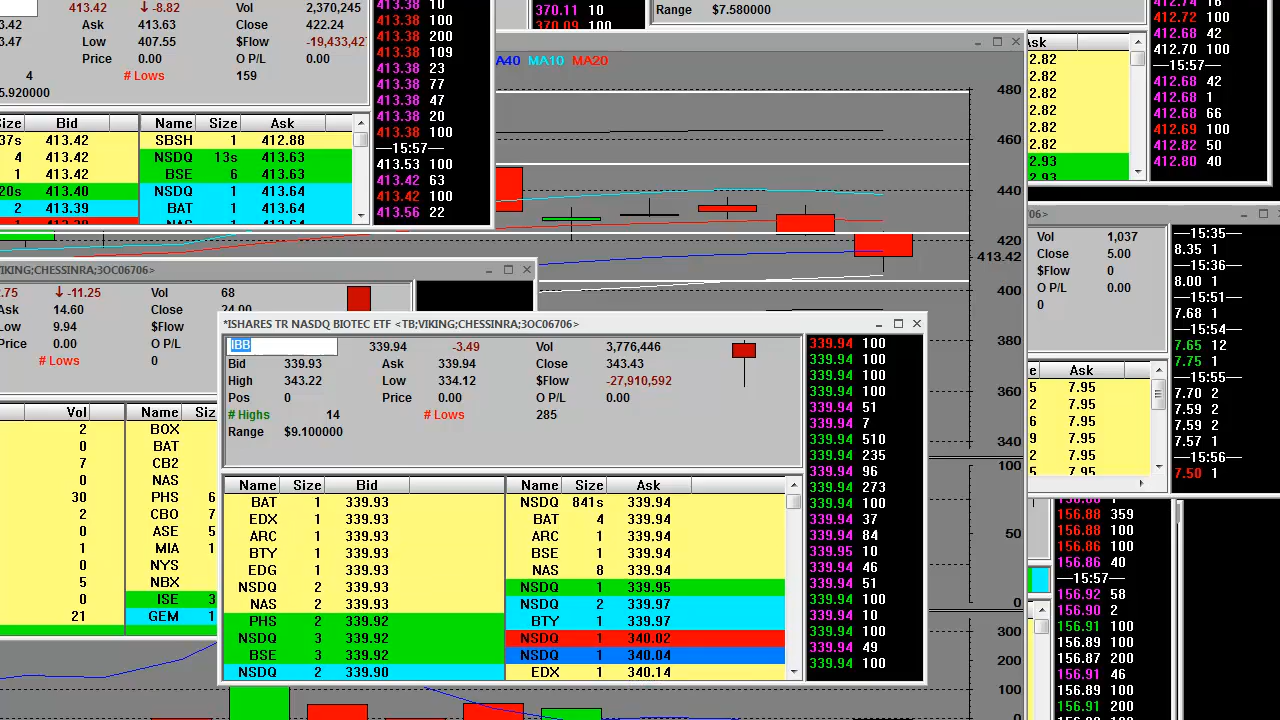 413.42 ↓ -8.82 Vol 2,370,245
3.42 Ask 413.63 Close 422.24
3.47 Low 407.55 $Flow -19,433,42
Price 0.00 O P/L 0.00
4 # Lows 159
5.920000
Size Bid Name Size Ask
37s 413.42 SBSH 1 412.88
4 413.42 NSDQ 13s 413.63
1 413.42 BSE 6 413.63
20s 413.40 NSDQ 1 413.64
2 413.39 BAT 1 413.64
413.38 10
413.38 100
413.38 200
413.38 109
413.38 23
413.38 77
413.38 47
413.38 20
413.38 100
—15:57—
413.53 100
413.42 63
413.42 100
413.56 22
370.11 10
370.09 100
Range $7.580000
A40 MA10 MA20
480
460
440
420
413.42
400
380
360
340
100
50
0
300
200
100
0
Ask
2.82
2.82
2.82
2.82
2.82
2.82
2.93
2.93
412.74 16
412.72 100
412.68 42
412.70 100
—15:57—
412.68 42
412.68 1
412.68 66
412.69 100
412.82 50
412.80 40
06>
Vol 1,037
Close 5.00
$Flow 0
O P/L 0.00
0
e Ask
7.95
2 7.95
6 7.95
9 7.95
2 7.95
5 7.95
—15:35—
8.35 1
—15:36—
8.00 1
—15:51—
7.68 1
—15:54—
7.65 12
7.75 1
—15:55—
7.70 2
7.59 2
7.59 2
7.57 1
—15:56—
7.50 1
156.88 359
156.88 100
156.86 100
156.86 40
—15:57—
156.92 58
156.90 2
156.91 100
156.89 100
156.87 200
156.91 46
156.89 100
156.91 200
VIKING;CHESSINRA;3OC06706>
2.75 ↓ -11.25 Vol 68
Ask 14.60 Close 24.00
Low 9.94 $Flow
Price 0.00 O P/L
# Lows 0
Vol Name Siz
2 BOX
0 BAT
7 CB2
0 NAS
30 PHS 6
2 CBO 7
0 ASE 5
1 MIA 1
0 NYS
5 NBX
0 ISE 3
21 GEM 1
*ISHARES TR NASDQ BIOTEC ETF <TB;VIKING;CHESSINRA;3OC06706>
IBB 339.94 -3.49 Vol 3,776,446
Bid 339.93 Ask 339.94 Close 343.43
High 343.22 Low 334.12 $Flow -27,910,592
Pos 0 Price 0.00 O P/L 0.00
# Highs 14 # Lows 285
Range $9.100000
Name Size Bid Name Size Ask
BAT 1 339.93 NSDQ 841s 339.94
EDX 1 339.93 BAT 4 339.94
ARC 1 339.93 ARC 1 339.94
BTY 1 339.93 BSE 1 339.94
EDG 1 339.93 NAS 8 339.94
NSDQ 2 339.93 NSDQ 1 339.95
NAS 2 339.93 NSDQ 2 339.97
PHS 2 339.92 BTY 1 339.97
NSDQ 3 339.92 NSDQ 1 340.02
BSE 3 339.92 NSDQ 1 340.04
NSDQ 2 339.90 EDX 1 340.14
339.94 100
339.94 100
339.94 100
339.94 100
339.94 51
339.94 7
339.94 510
339.94 235
339.94 96
339.94 273
339.94 100
339.94 37
339.94 84
339.95 10
339.94 46
339.94 51
339.94 100
339.94 10
339.94 100
339.94 49
339.94 100